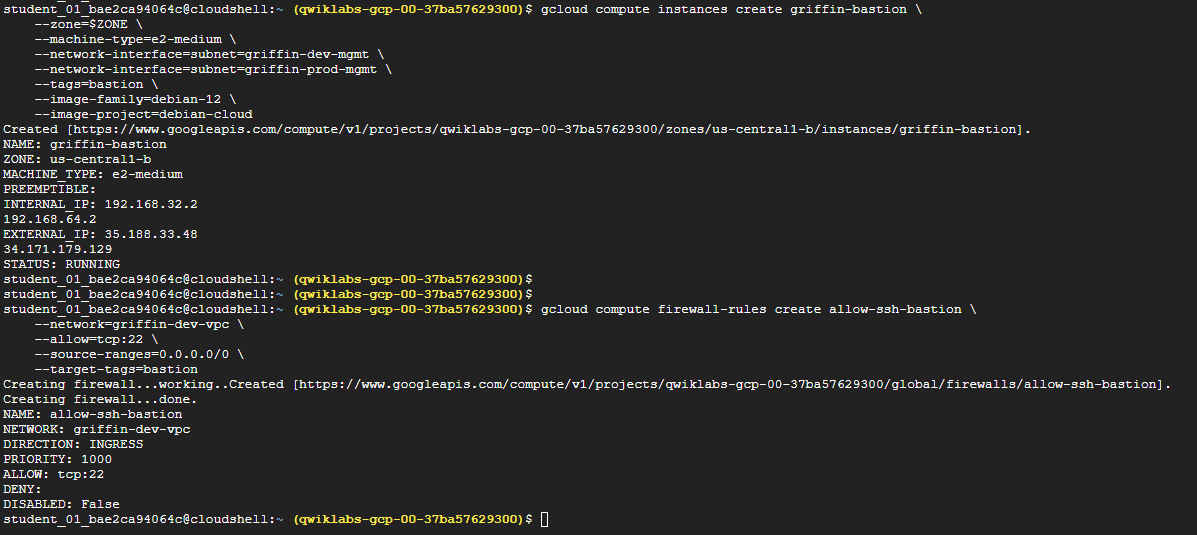 student_01_bae2ca94064c@cloudshell:~ (qwiklabs-gcp-00-37ba57629300)$ gcloud compute instances create griffin-bastion \
    --zone=$ZONE \
    --machine-type=e2-medium \
    --network-interface=subnet=griffin-dev-mgmt \
    --network-interface=subnet=griffin-prod-mgmt \
    --tags=bastion \
    --image-family=debian-12 \
    --image-project=debian-cloud
Created [https://www.googleapis.com/compute/v1/projects/qwiklabs-gcp-00-37ba57629300/zones/us-central1-b/instances/griffin-bastion].
NAME: griffin-bastion
ZONE: us-central1-b
MACHINE_TYPE: e2-medium
PREEMPTIBLE:
INTERNAL_IP: 192.168.32.2
192.168.64.2
EXTERNAL_IP: 35.188.33.48
34.171.179.129
STATUS: RUNNING
student_01_bae2ca94064c@cloudshell:~ (qwiklabs-gcp-00-37ba57629300)$
student_01_bae2ca94064c@cloudshell:~ (qwiklabs-gcp-00-37ba57629300)$
student_01_bae2ca94064c@cloudshell:~ (qwiklabs-gcp-00-37ba57629300)$ gcloud compute firewall-rules create allow-ssh-bastion \
    --network=griffin-dev-vpc \
    --allow=tcp:22 \
    --source-ranges=0.0.0.0/0 \
    --target-tags=bastion
Creating firewall...working..Created [https://www.googleapis.com/compute/v1/projects/qwiklabs-gcp-00-37ba57629300/global/firewalls/allow-ssh-bastion].
Creating firewall...done.
NAME: allow-ssh-bastion
NETWORK: griffin-dev-vpc
DIRECTION: INGRESS
PRIORITY: 1000
ALLOW: tcp:22
DENY:
DISABLED: False
student_01_bae2ca94064c@cloudshell:~ (qwiklabs-gcp-00-37ba57629300)$